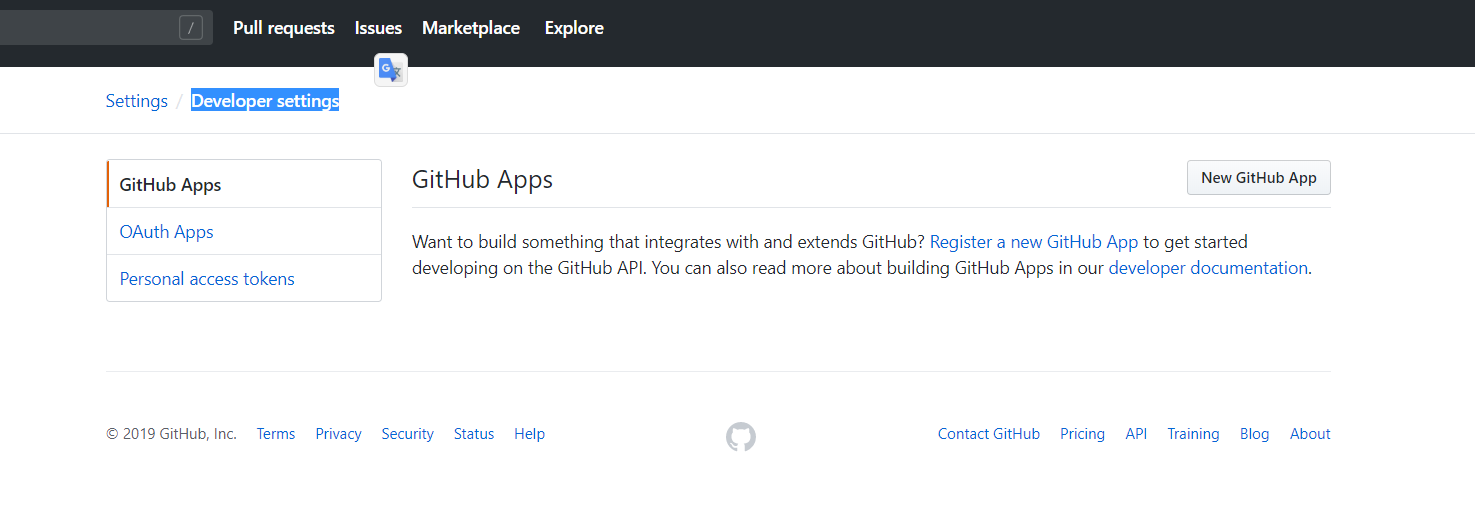 / Pull requests Issues Marketplace Explore
Settings / Developer settings
GitHub Apps
OAuth Apps
Personal access tokens
GitHub Apps
New GitHub App
Want to build something that integrates with and extends GitHub? Register a new GitHub App to get started
developing on the GitHub API. You can also read more about building GitHub Apps in our developer documentation.
© 2019 GitHub, Inc. Terms Privacy Security Status Help
Contact GitHub Pricing API Training Blog About